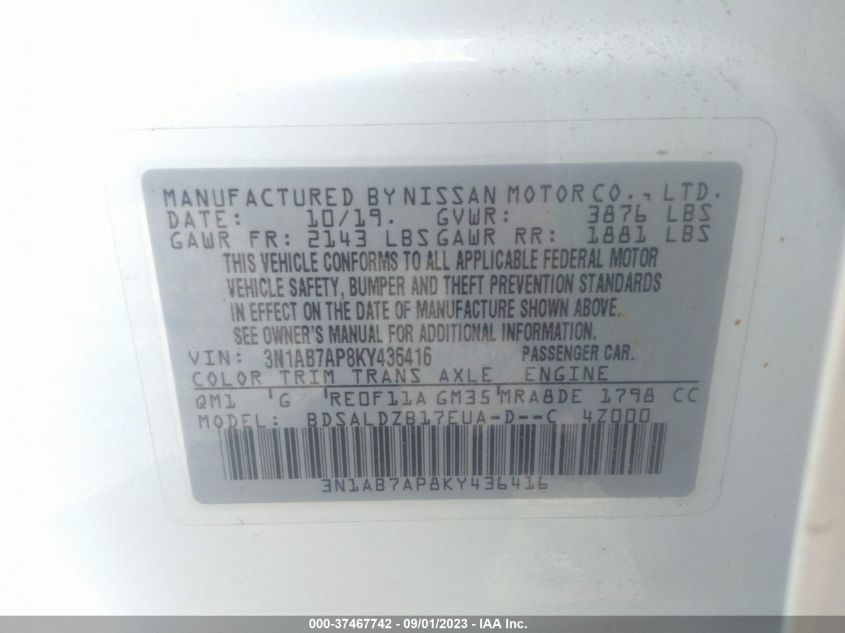 MANUFACTURED BY NISSAN MOTOR CO., LTD.
DATE: 10/19. GVWR: 3876 LBS
GAWR FR: 2143 LBS GAWR RR: 1881 LBS
THIS VEHICLE CONFORMS TO ALL APPLICABLE FEDERAL MOTOR
VEHICLE SAFETY, BUMPER AND THEFT PREVENTION STANDARDS
IN EFFECT ON THE DATE OF MANUFACTURE SHOWN ABOVE.
SEE OWNER'S MANUAL FOR ADDITIONAL INFORMATION.
VIN: 3N1AB7AP8KY436416 PASSENGER CAR.
COLOR TRIM TRANS AXLE ENGINE
QM1 'G 'RE0F11A GM35'MRA8DE 1798 CC
MODEL: BDSALDZB17EUA-D--C 4Z000
3N1AB7AP8KY436416
000-37467742 - 09/01/2023 - IAA Inc.